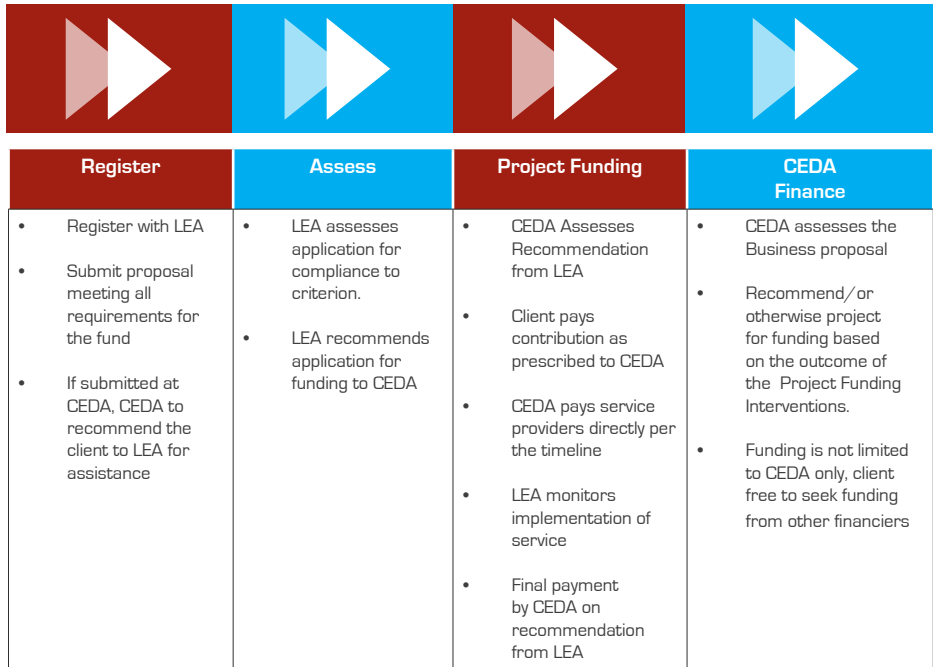 Register
• Register with LEA
• Submit proposal
meeting all
requirements for
the fund
• If submitted at
CEDA, CEDA to
recommend the
client to LEA for
assistance
Assess
• LEA assesses
application for
compliance to
criterion.
• LEA recommends
application for
funding to CEDA
Project Funding
• CEDA Assesses
Recommendation
from LEA
• Client pays
contribution as
prescribed to CEDA
• CEDA pays service
providers directly per
the timeline
• LEA monitors
implementation of
service
• Final payment
by CEDA on
recommendation
from LEA
CEDA
Finance
• CEDA assesses the
Business proposal
• Recommend/or
otherwise project
for funding based
on the outcome of
the Project Funding
Interventions.
• Funding is not limited
to CEDA only, client
free to seek funding
from other financiers